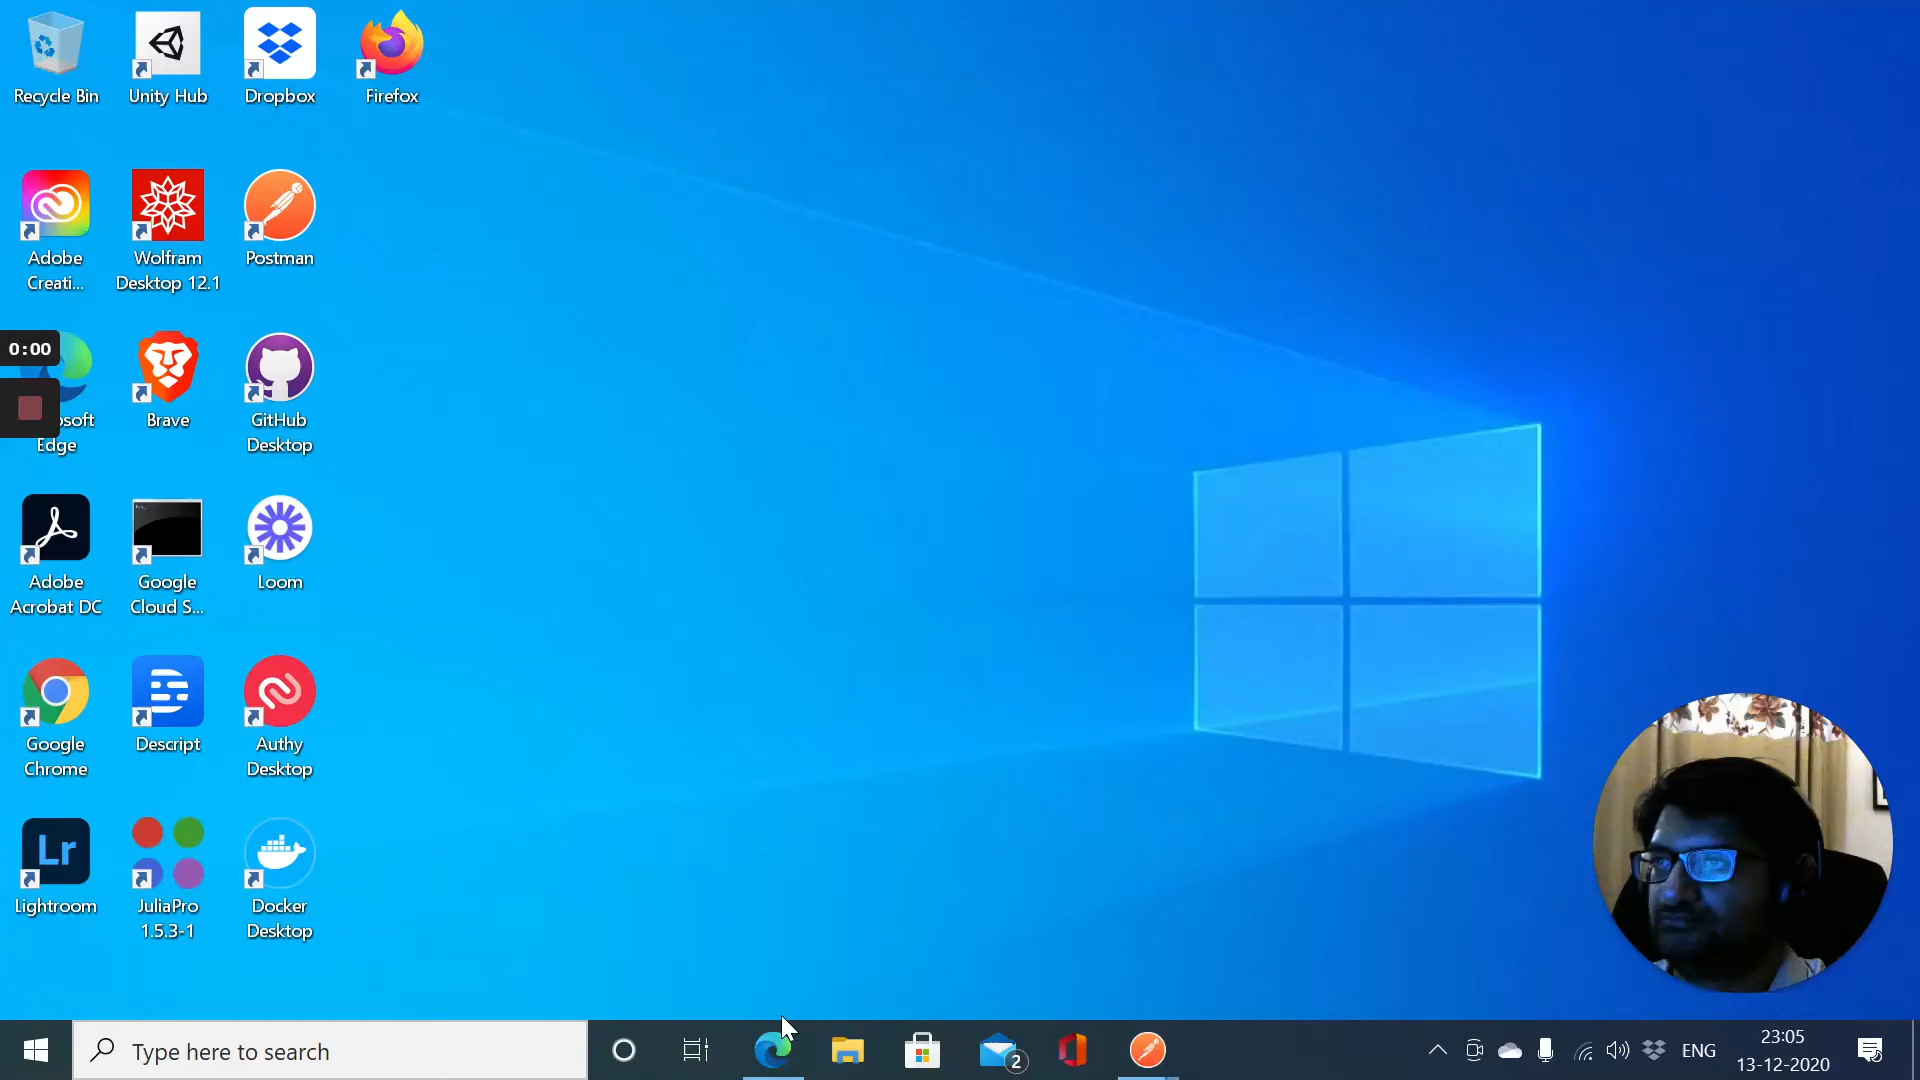 Recycle Bin
Unity Hub
Dropbox
Firefox
Adobe
Creati...
Wolfram
Desktop 12.1
Postman
0:00
osoft
Edge
Brave
GitHub
Desktop
Adobe
Acrobat DC
Google
Cloud S...
Loom
Google
Chrome
Descript
Authy
Desktop
Lr
Lightroom
JuliaPro
1.5.3-1
Docker
Desktop
Type here to search
2
ENG
23:05
13-12-2020